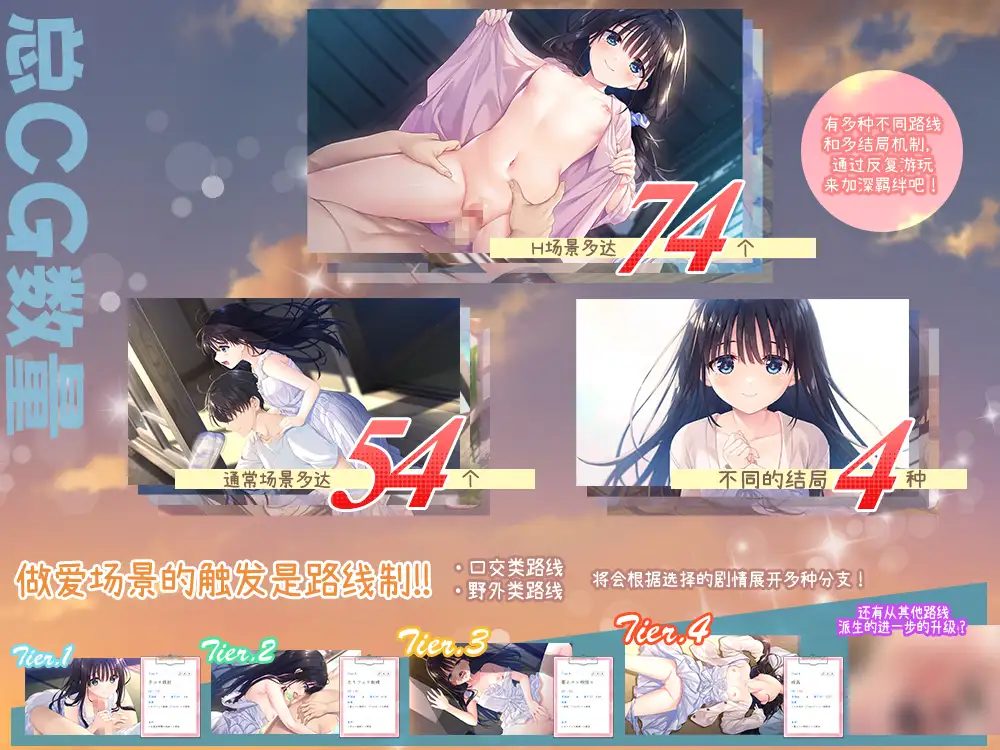 总CG数量
有多种不同路线
和多结局机制,
通过反复游玩
来加深羁绊吧!
H场景多达74个
通常场景多达54个
不同的结局4种
做爱场景的触发是路线制!!
・口交类路线
・野外类路线
将会根据选择的剧情展开多种分支!
还有从其他路线
派生的进一步的升级?
Tier.1
Tier.2
Tier.3
Tier.4